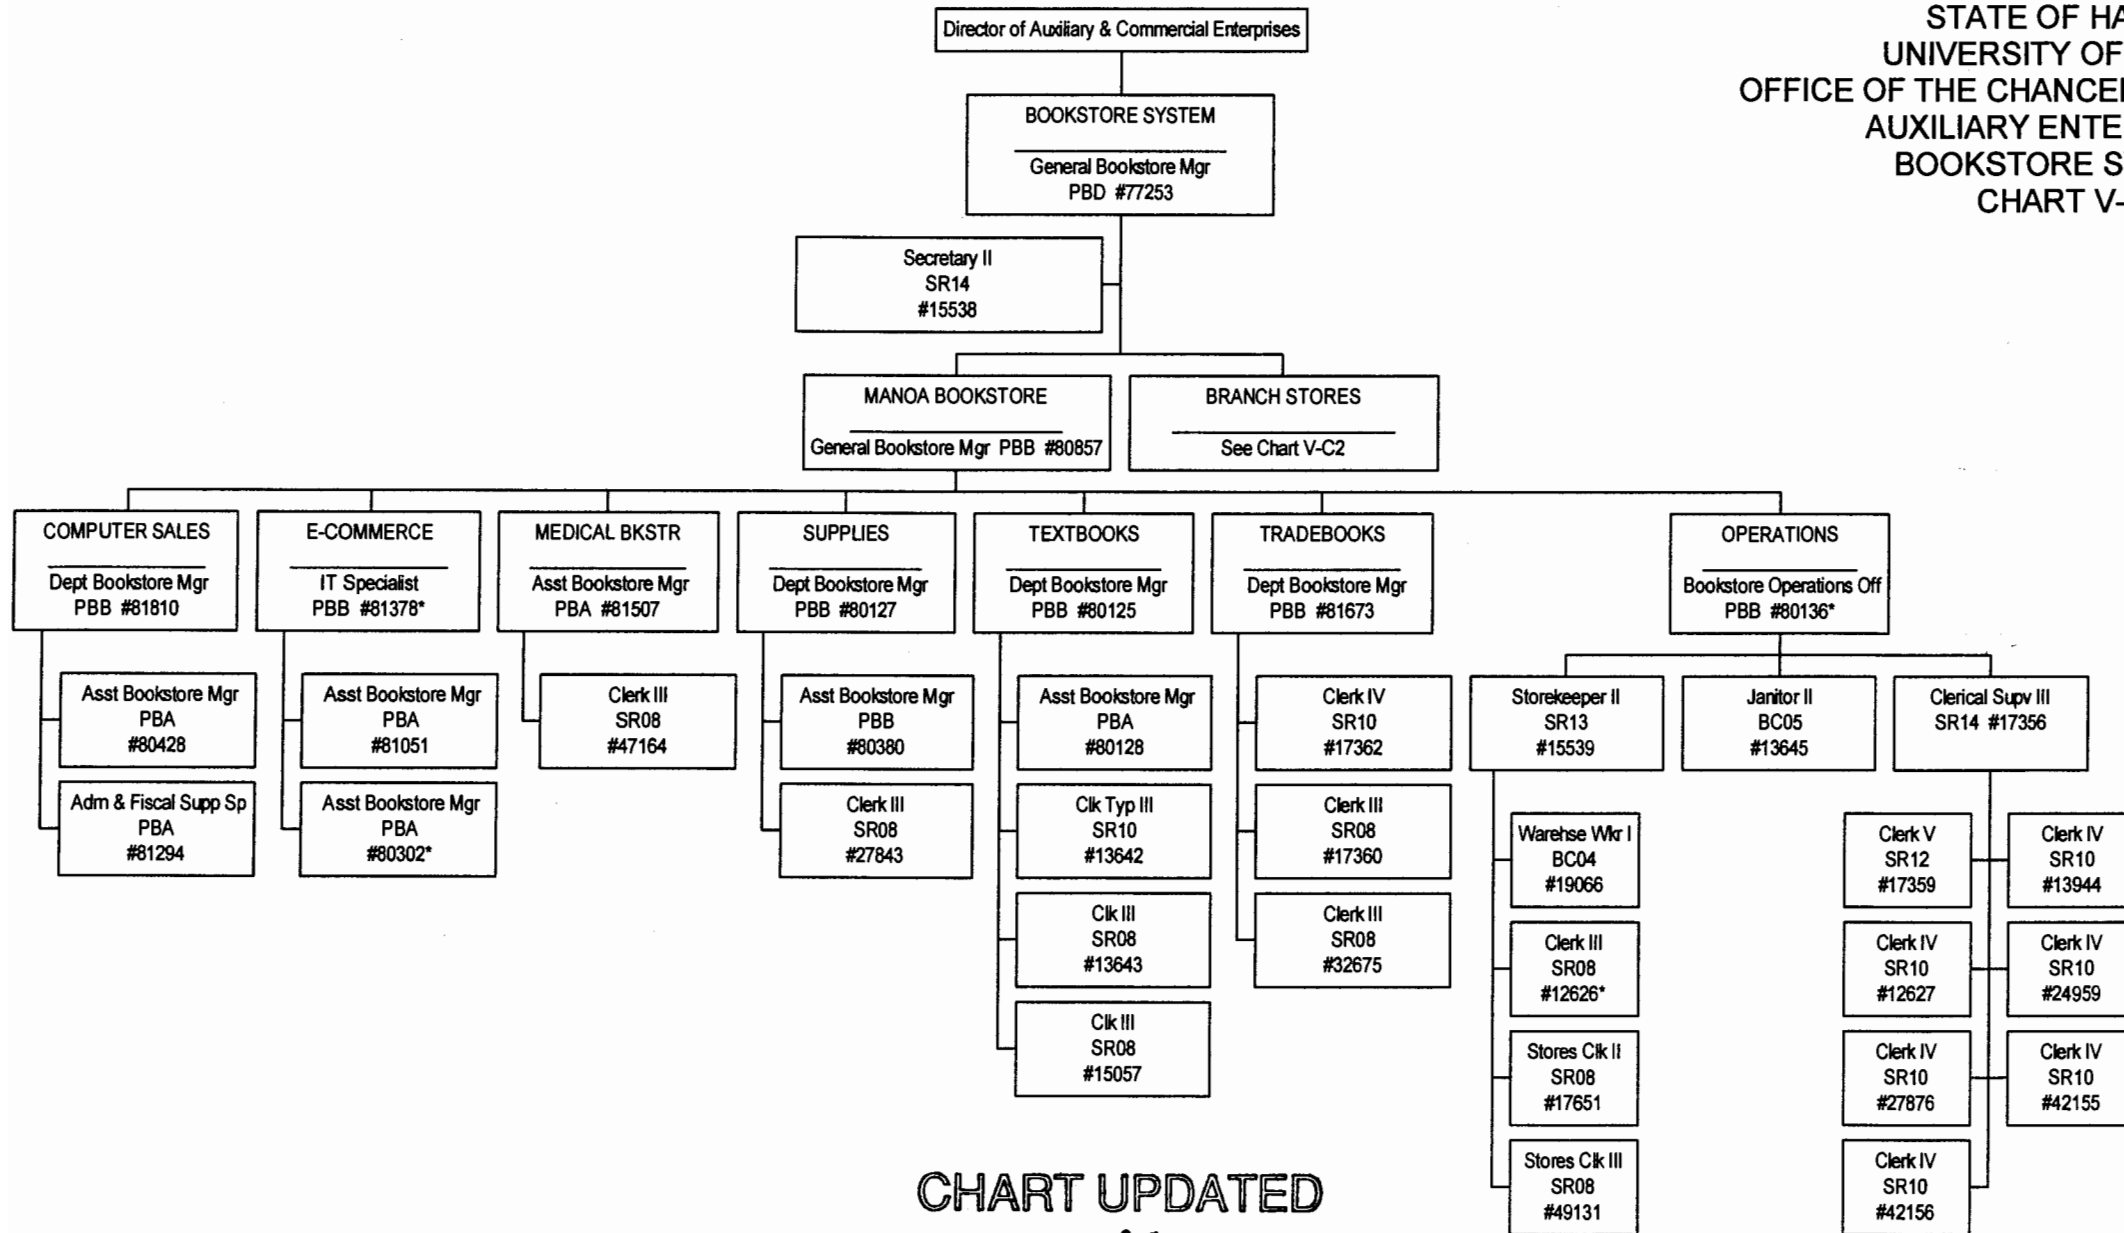 Director of Auxiliary & Commercial Enterprises
STATE OF HA
UNIVERSITY OF
OFFICE OF THE CHANCEL
AUXILIARY ENTE
BOOKSTORE S
CHART V-
BOOKSTORE SYSTEM
General Bookstore Mgr
PBD #77253
Secretary II
SR14
#15538
MANOA BOOKSTORE
General Bookstore Mgr PBB #80857
BRANCH STORES
See Chart V-C2
COMPUTER SALES
Dept Bookstore Mgr
PBB #81810
Asst Bookstore Mgr
PBA
#80428
Adm & Fiscal Supp Sp
PBA
#81294
E-COMMERCE
IT Specialist
PBB #81378*
Asst Bookstore Mgr
PBA
#81051
Asst Bookstore Mgr
PBA
#80302*
MEDICAL BKSTR
Asst Bookstore Mgr
PBA #81507
Clerk III
SR08
#47164
SUPPLIES
Dept Bookstore Mgr
PBB #80127
Asst Bookstore Mgr
PBB
#80380
Clerk III
SR08
#27843
TEXTBOOKS
Dept Bookstore Mgr
PBB #80125
Asst Bookstore Mgr
PBA
#80128
Clk Typ III
SR10
#13642
Clk III
SR08
#13643
Clk III
SR08
#15057
TRADEBOOKS
Dept Bookstore Mgr
PBB #81673
Clerk IV
SR10
#17362
Clerk III
SR08
#17360
Clerk III
SR08
#32675
OPERATIONS
Bookstore Operations Off
PBB #80136*
Storekeeper II
SR13
#15539
Warehse Wkr I
BC04
#19066
Clerk III
SR08
#12626*
Stores Clk II
SR08
#17651
Stores Clk III
SR08
#49131
Janitor II
BC05
#13645
Clerical Supv III
SR14 #17356
Clerk V
SR12
#17359
Clerk IV
SR10
#13944
Clerk IV
SR10
#12627
Clerk IV
SR10
#24959
Clerk IV
SR10
#27876
Clerk IV
SR10
#42155
Clerk IV
SR10
#42156
CHART UPDATED